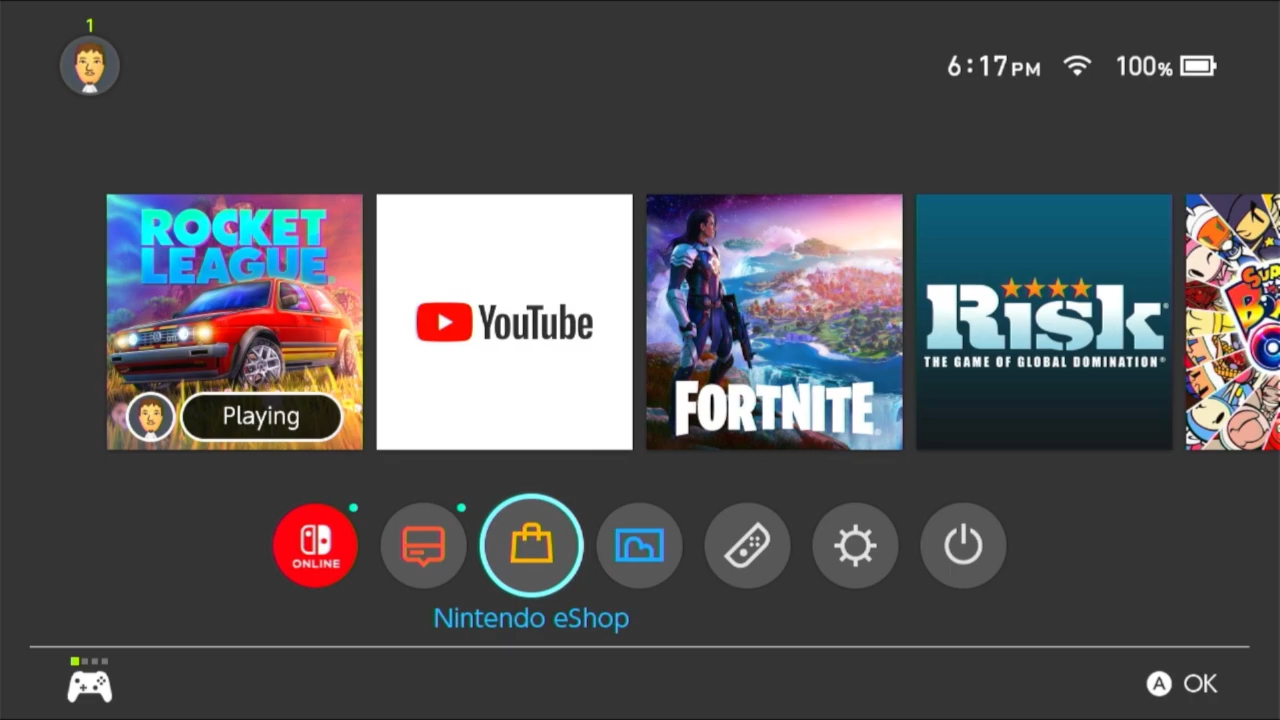 1
6:17PM
100%
ROCKET
LEAGUE
Playing
YouTube
FORTNITE
Risk
THE GAME OF GLOBAL DOMINATION
ONLINE
Nintendo eShop
A OK